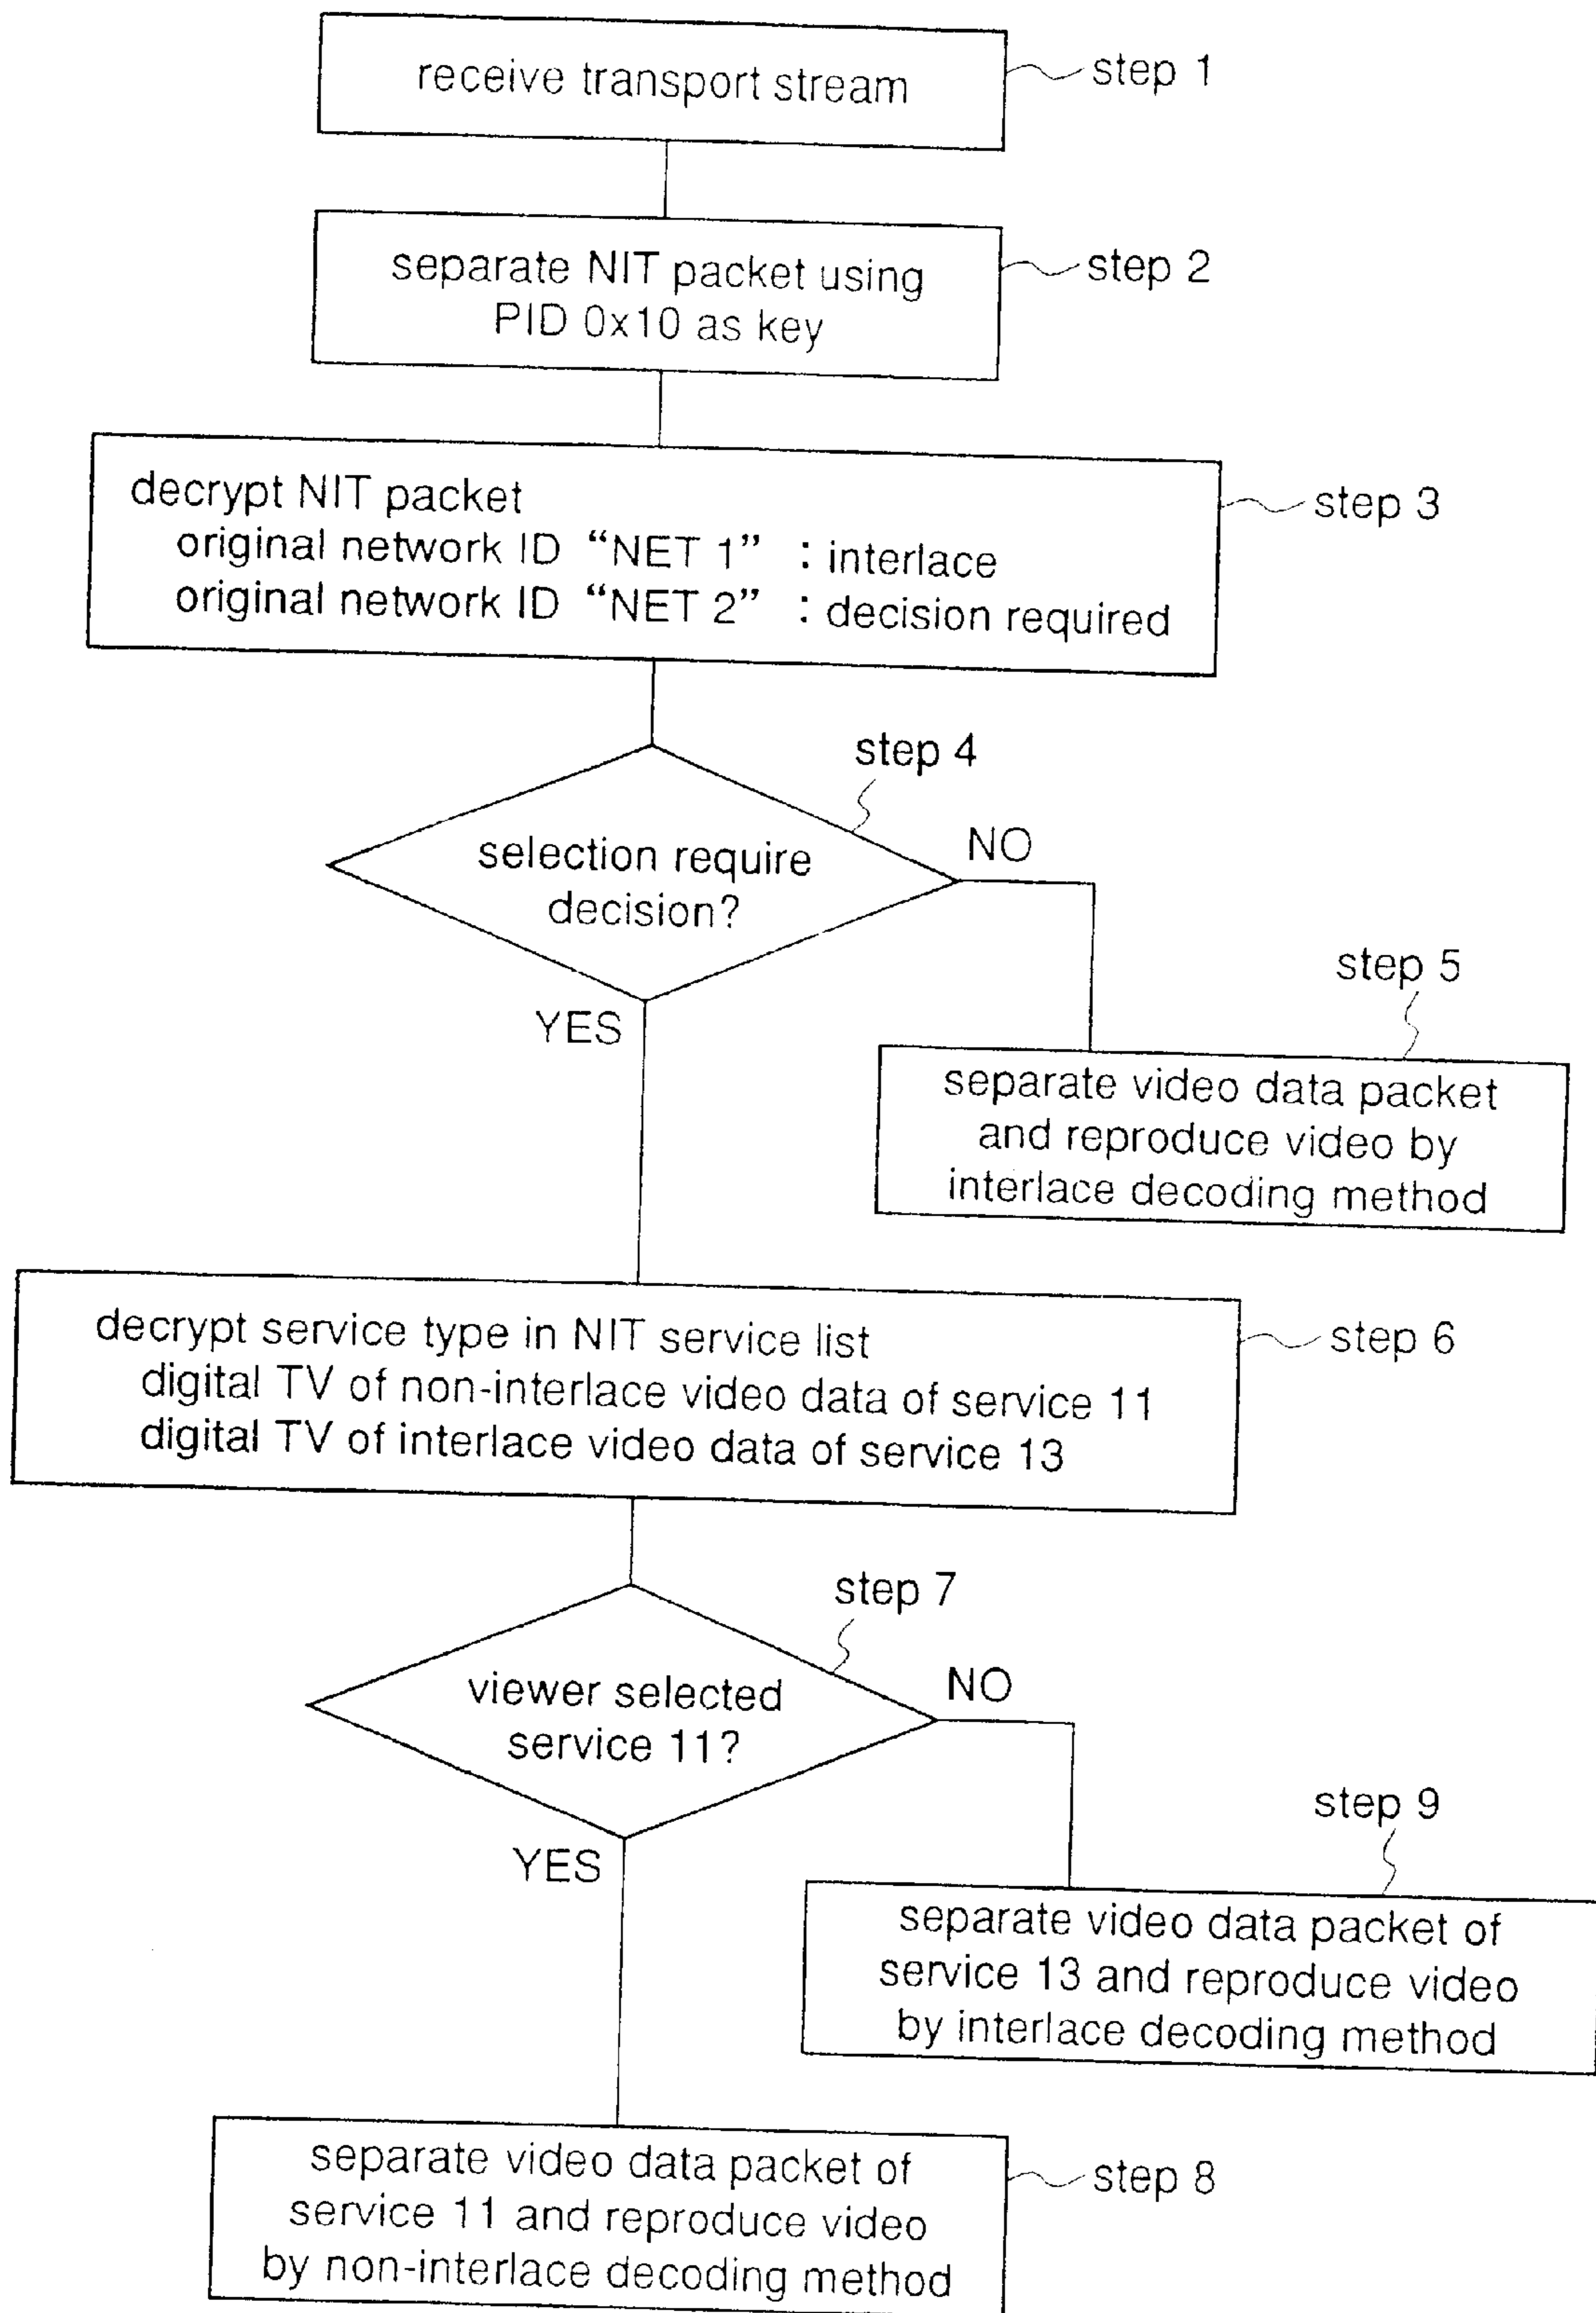 receive transport stream
step 1
separate NIT packet using
PID 0x10 as key
step 2
decrypt NIT packet
original network ID “NET 1” : interlace
original network ID “NET 2” : decision required
step 3
step 4
selection require
decision?
NO
YES
step 5
separate video data packet
and reproduce video by
interlace decoding method
decrypt service type in NIT service list
digital TV of non-interlace video data of service 11
digital TV of interlace video data of service 13
step 6
step 7
viewer selected
service 11?
NO
YES
step 9
separate video data packet of
service 13 and reproduce video
by interlace decoding method
separate video data packet of
service 11 and reproduce video
by non-interlace decoding method
step 8